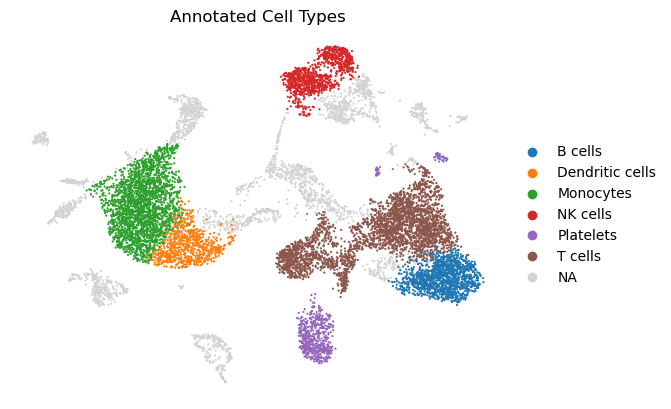 Annotated Cell Types
B cells
Dendritic cells
Monocytes
NK cells
Platelets
T cells
NA